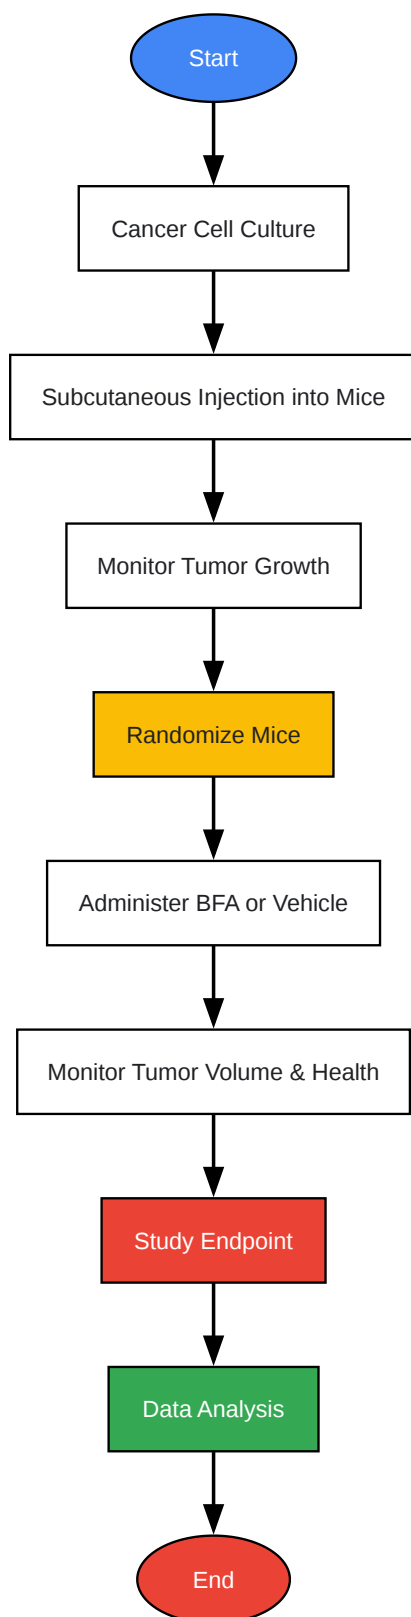 Start
Cancer Cell Culture
Subcutaneous Injection into Mice
Monitor Tumor Growth
Randomize Mice
Administer BFA or Vehicle
Monitor Tumor Volume & Health
Study Endpoint
Data Analysis
End